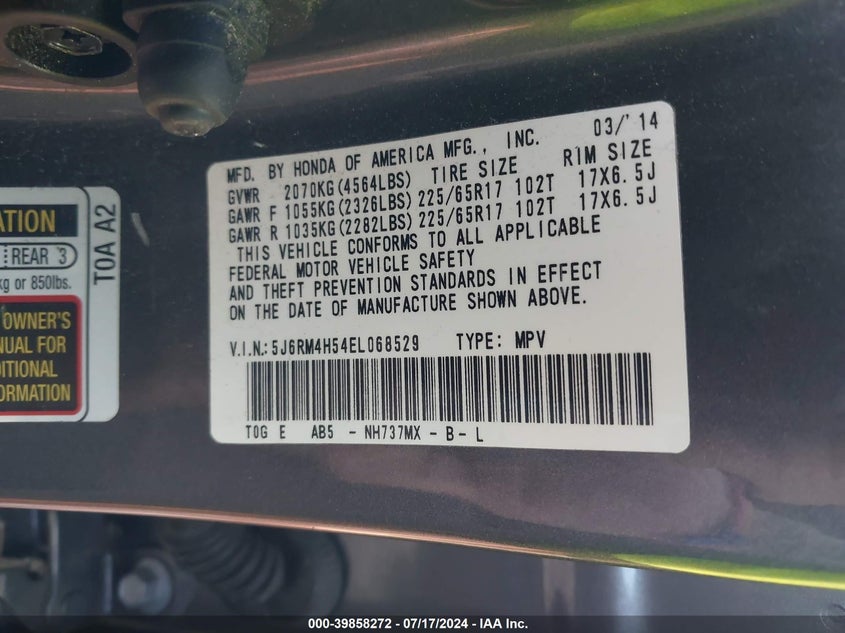 MFD. BY HONDA OF AMERICA MFG., INC. 03/'14
GVWR 2070KG(4564LBS) TIRE SIZE RIM SIZE
GAWR F 1055KG(2326LBS) 225/65R17 102T 17X6.5J
GAWR R 1035KG(2282LBS) 225/65R17 102T 17X6.5J
THIS VEHICLE CONFORMS TO ALL APPLICABLE
FEDERAL MOTOR VEHICLE SAFETY
AND THEFT PREVENTION STANDARDS IN EFFECT
ON THE DATE OF MANUFACTURE SHOWN ABOVE.
V.I.N.: 5J6RM4H54EL068529 TYPE: MPV
T0G E AB5 - NH737MX - B - L
ATION
REAR 3
kg or 850lbs.
OWNER'S
NUAL FOR
DITIONAL
FORMATION
T0A A2
000-39858272 - 07/17/2024 - IAA Inc.